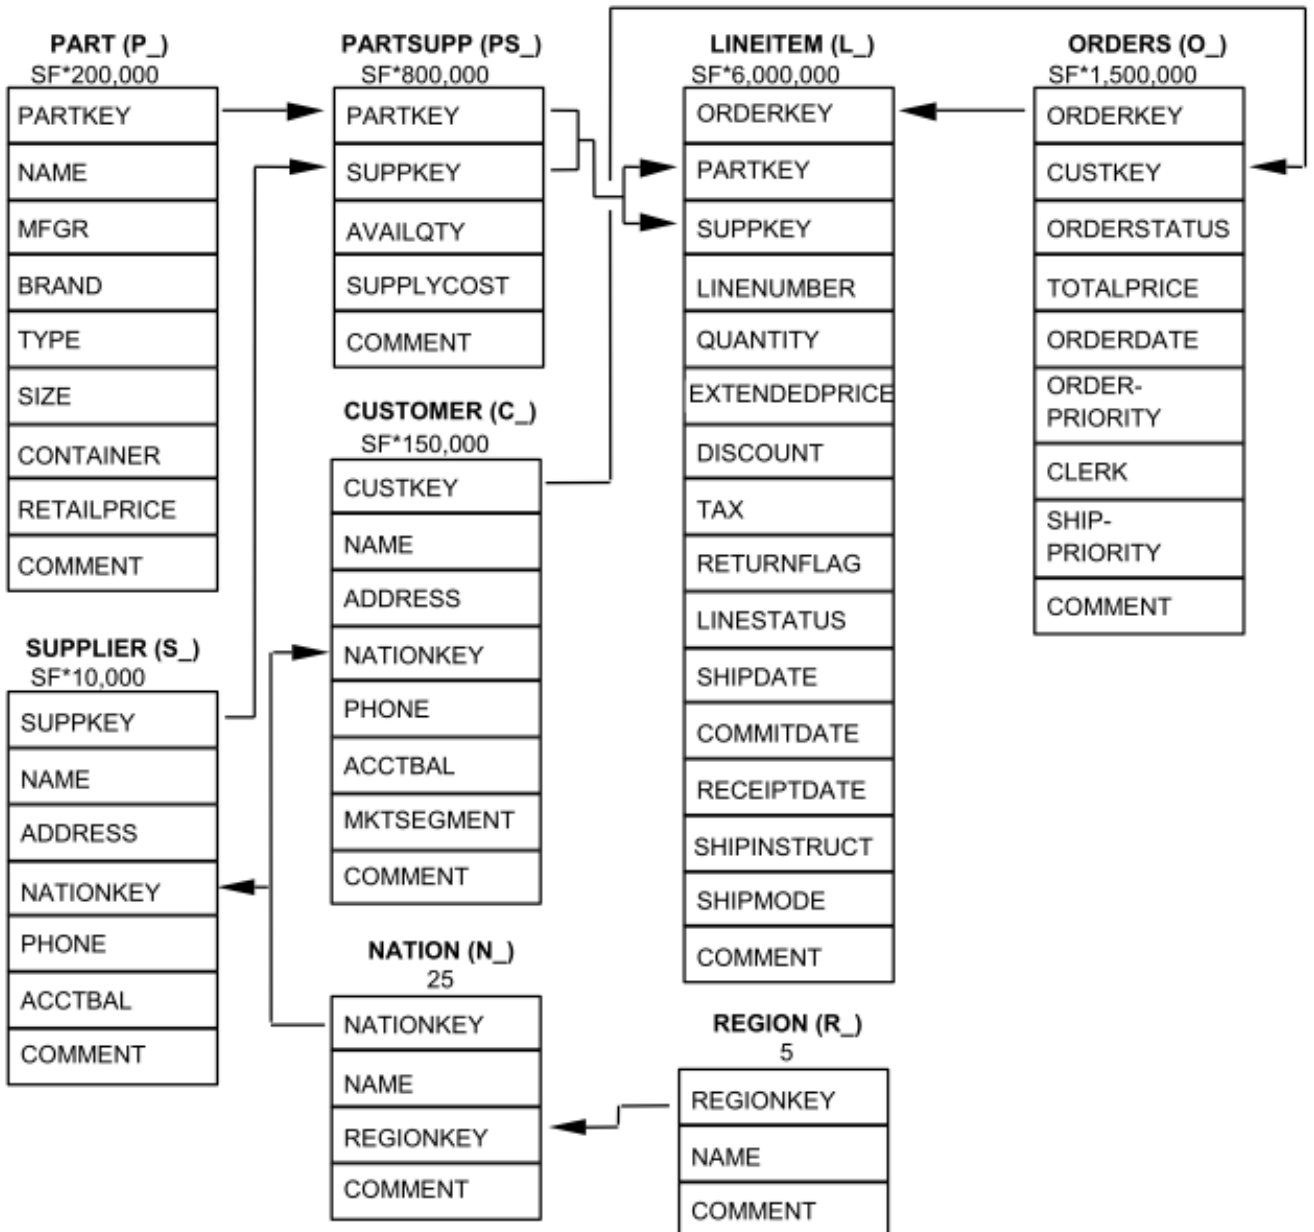 PART (P_)
SF*200,000
PARTKEY
NAME
MFGR
BRAND
TYPE
SIZE
CONTAINER
RETAILPRICE
COMMENT
SUPPLIER (S_)
SF*10,000
SUPPKEY
NAME
ADDRESS
NATIONKEY
PHONE
ACCTBAL
COMMENT
PARTSUPP (PS_)
SF*800,000
PARTKEY
SUPPKEY
AVAILQTY
SUPPLYCOST
COMMENT
CUSTOMER (C_)
SF*150,000
CUSTKEY
NAME
ADDRESS
NATIONKEY
PHONE
ACCTBAL
MKTSEGMENT
COMMENT
NATION (N_)
25
NATIONKEY
NAME
REGIONKEY
COMMENT
LINEITEM (L_)
SF*6,000,000
ORDERKEY
PARTKEY
SUPPKEY
LINENUMBER
QUANTITY
EXTENDEDPRICE
DISCOUNT
TAX
RETURNFLAG
LINESTATUS
SHIPDATE
COMMITDATE
RECEIPTDATE
SHIPINSTRUCT
SHIPMODE
COMMENT
REGION (R_)
5
REGIONKEY
NAME
COMMENT
ORDERS (O_)
SF*1,500,000
ORDERKEY
CUSTKEY
ORDERSTATUS
TOTALPRICE
ORDERDATE
ORDER-
PRIORITY
CLERK
SHIP-
PRIORITY
COMMENT